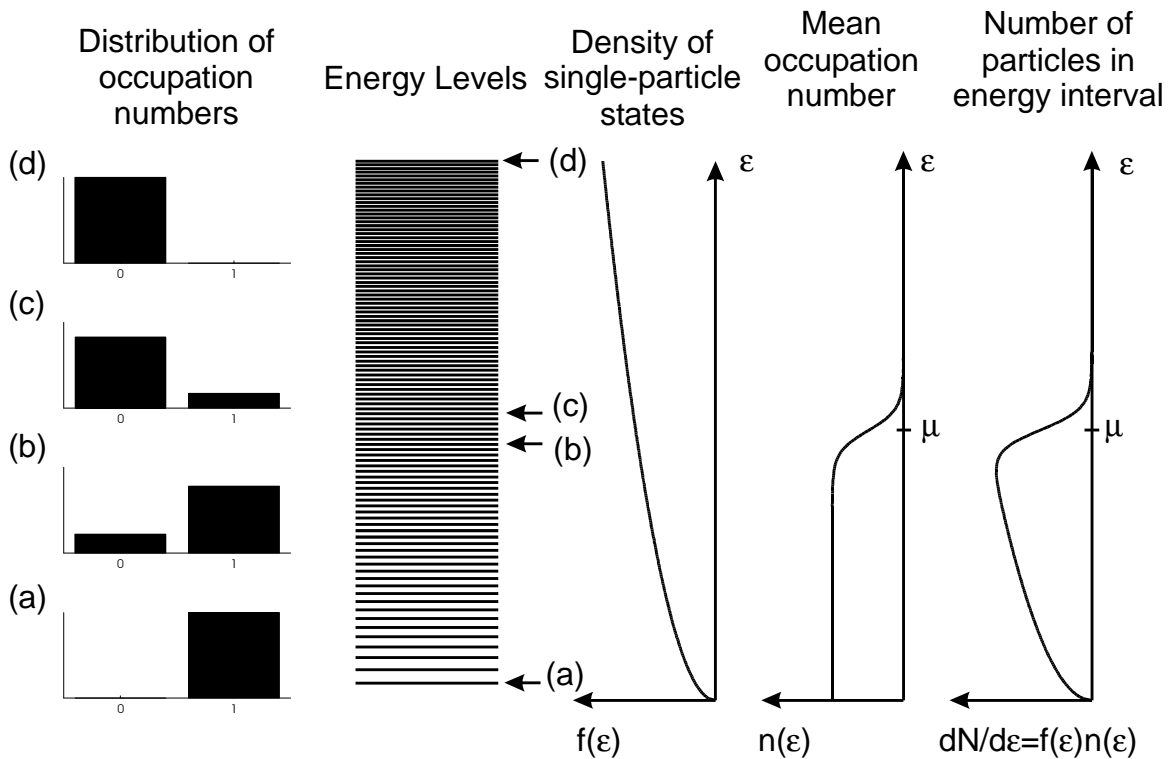 Distribution of
occupation
numbers
Energy Levels
Density of
single-particle
states
Mean
occupation
number
Number of
particles in
energy interval
(d)
0 1
(c)
0 1
(b)
0 1
(a)
0 1
(d)
(c)
(b)
(a)
ε
f(ε)
ε
μ
n(ε)
ε
μ
dN/dε=f(ε)n(ε)